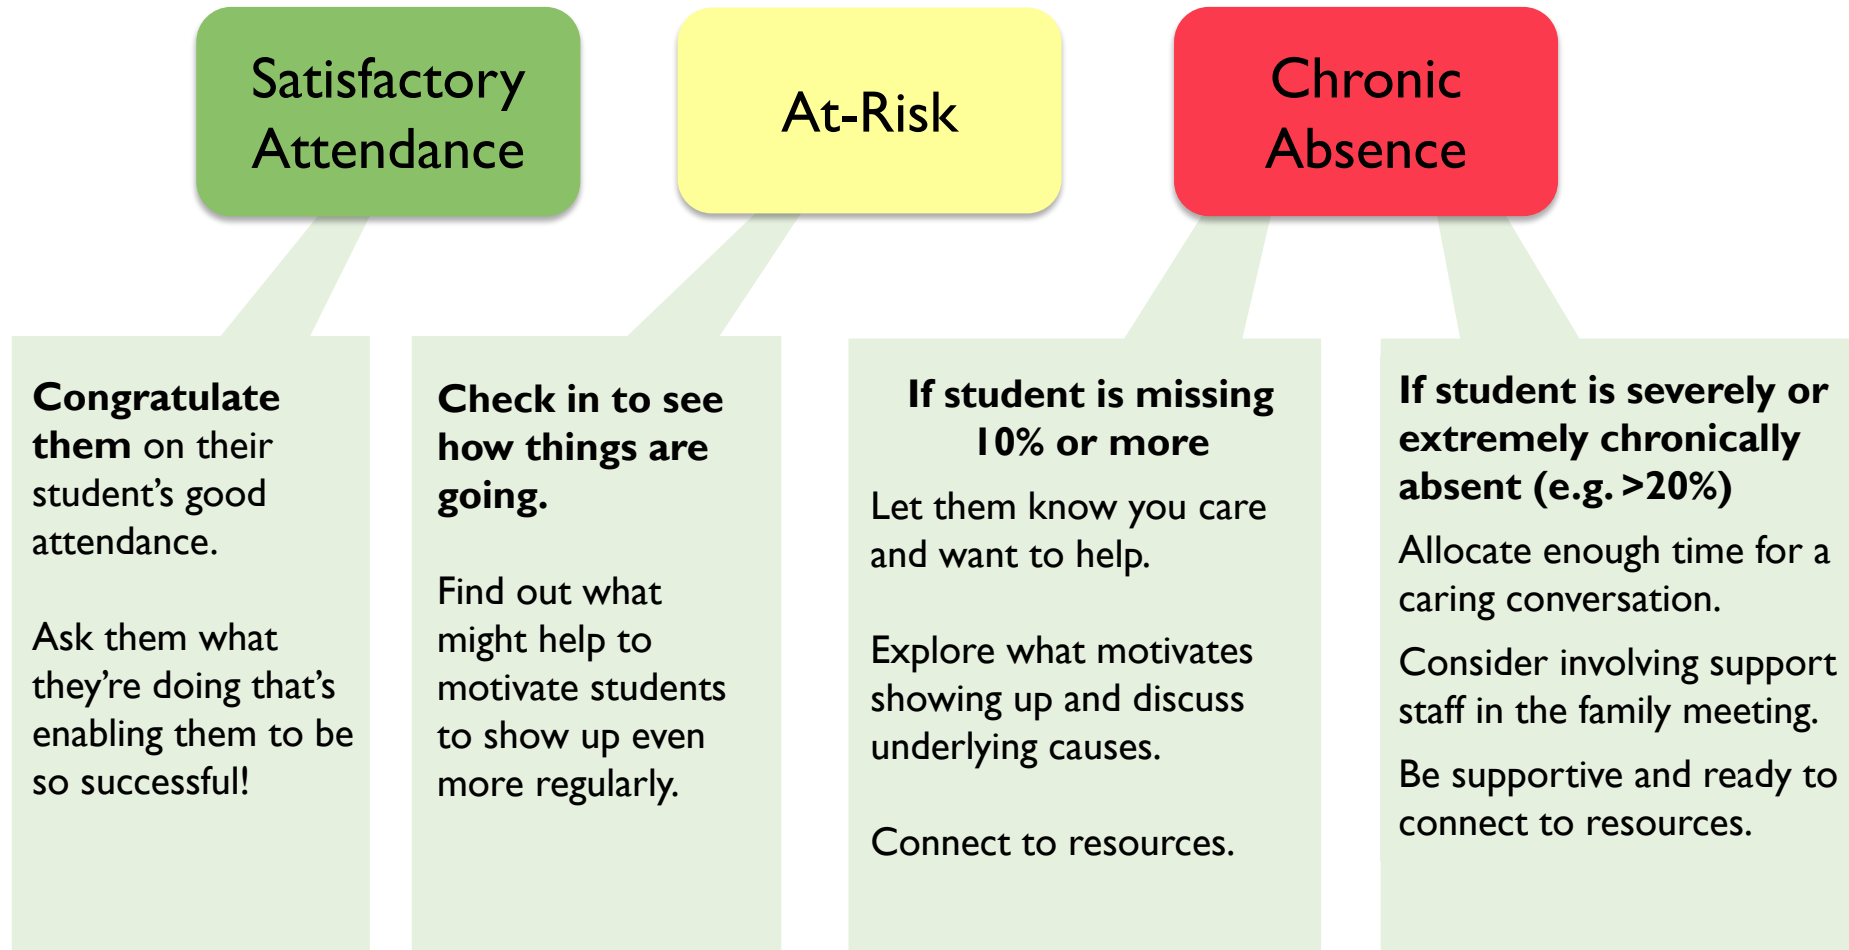 Satisfactory
Attendance
At-Risk
Chronic
Absence
Congratulate
them on their
student’s good
attendance.
Ask them what
they’re doing that’s
enabling them to be
so successful!
Check in to see
how things are
going.
Find out what
might help to
motivate students
to show up even
more regularly.
If student is missing
10% or more
Let them know you care
and want to help.
Explore what motivates
showing up and discuss
underlying causes.
Connect to resources.
If student is severely or
extremely chronically
absent (e.g. >20%)
Allocate enough time for a
caring conversation.
Consider involving support
staff in the family meeting.
Be supportive and ready to
connect to resources.